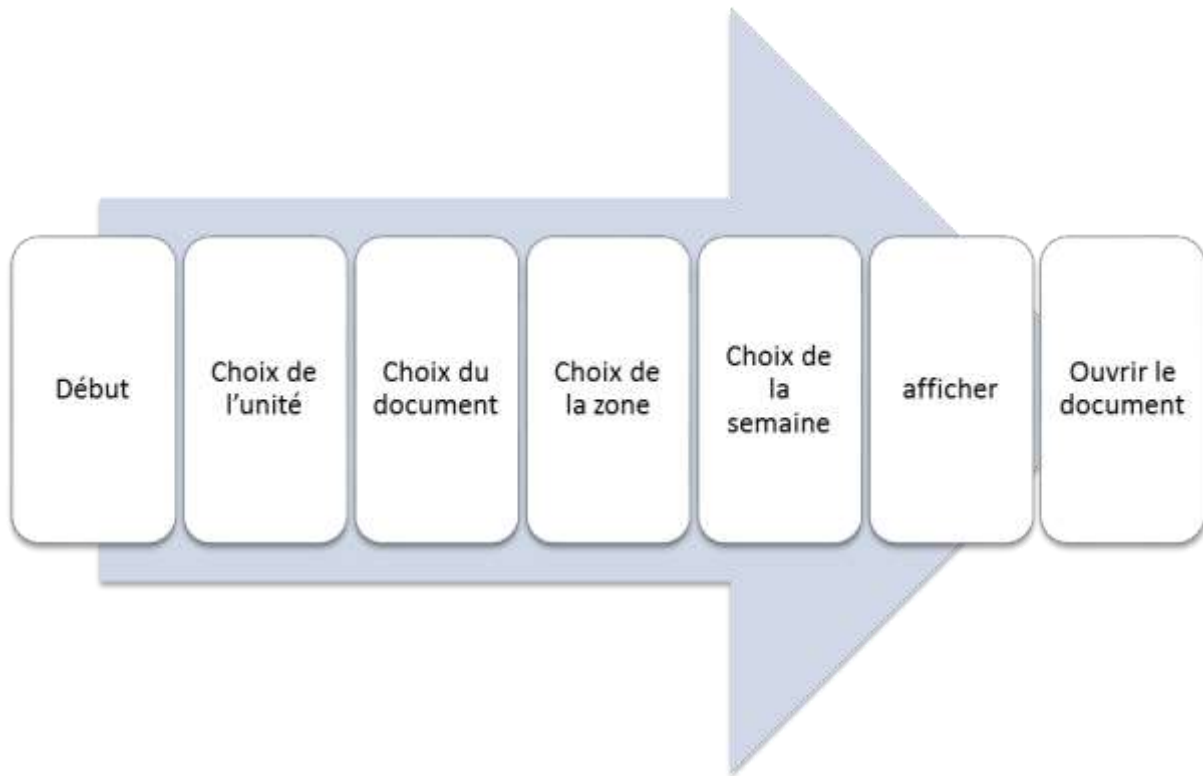 Début
Choix de
l’unité
Choix du
document
Choix de
la zone
Choix de
la
semaine
afficher
Ouvrir le
document